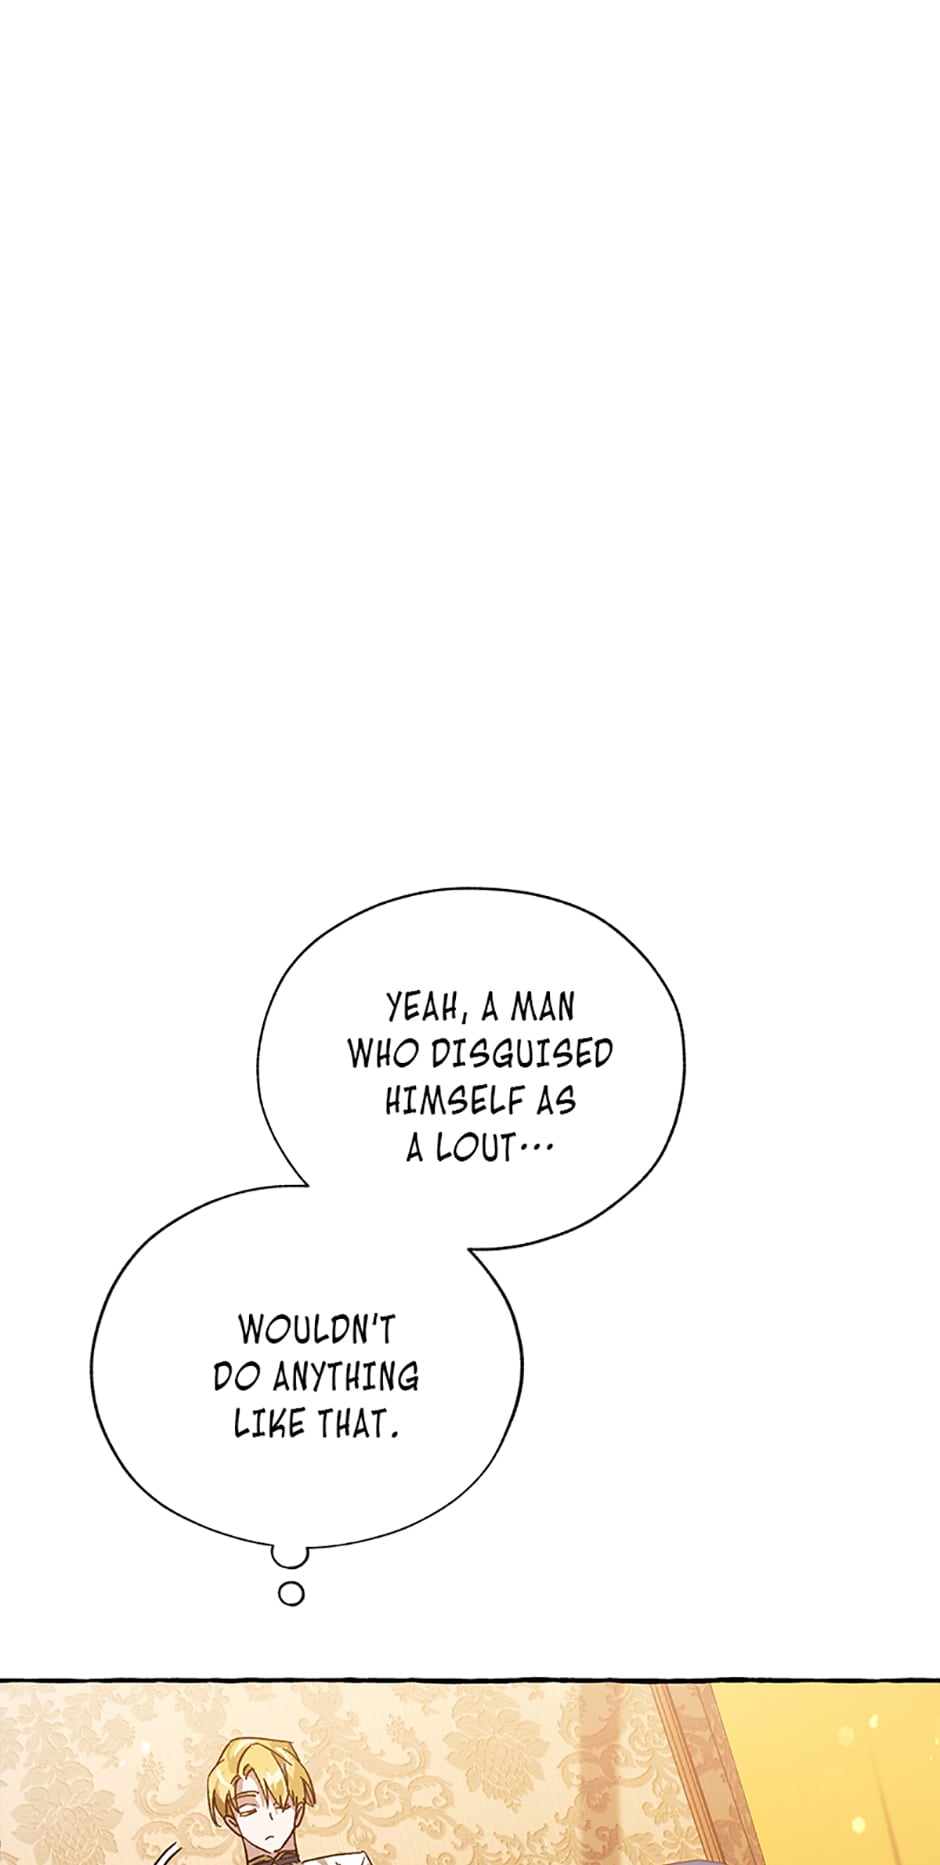 YEAH, A MAN
WHO DISGUISED
HIMSELF AS
A LOUT...
WOULDN'T
DO ANYTHING
LIKE THAT.